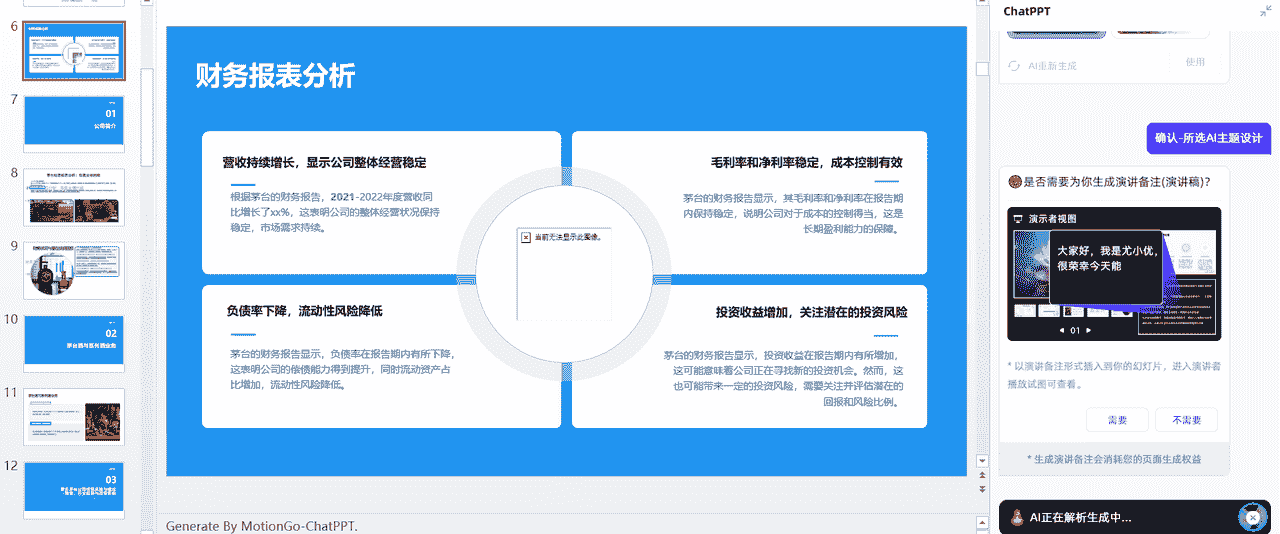 6
7
01
公司简介
8
9
10
02
11
12
03
财务报表分析
营收持续增长，显示公司整体经营稳定
根据茅台的财务报告，2021-2022年度营收同
比增长了xx%，这表明公司的整体经营状况保持
稳定，市场需求持续。
毛利率和净利率稳定，成本控制有效
茅台的财务报告显示，其毛利率和净利率在报告期
内保持稳定，说明公司对于成本的控制得当，这是
长期盈利能力的保障。
当前无法显示此图像。
负债率下降，流动性风险降低
茅台的财务报告显示，负债率在报告期内有所下降，
这表明公司的偿债能力得到提升，同时流动资产占
比增加，流动性风险降低。
投资收益增加，关注潜在的投资风险
茅台的财务报告显示，投资收益在报告期内有所增加，
这可能意味着公司正在寻找新的投资机会。然而，这
也可能带来一定的投资风险，需要关注并评估潜在的
回报和风险比例。
Generate By MotionGo-ChatPPT.
ChatPPT
AI重新生成
使用
确认-所选AI主题设计
是否需要为你生成演讲备注(演讲稿)?
演示者视图
大家好，我是尤小优，
很荣幸今天能
01
* 以演讲备注形式插入到你的幻灯片，进入演讲者
播放试图可查看。
需要
不需要
* 生成演讲备注会消耗您的页面生成权益
AI正在解析生成中...